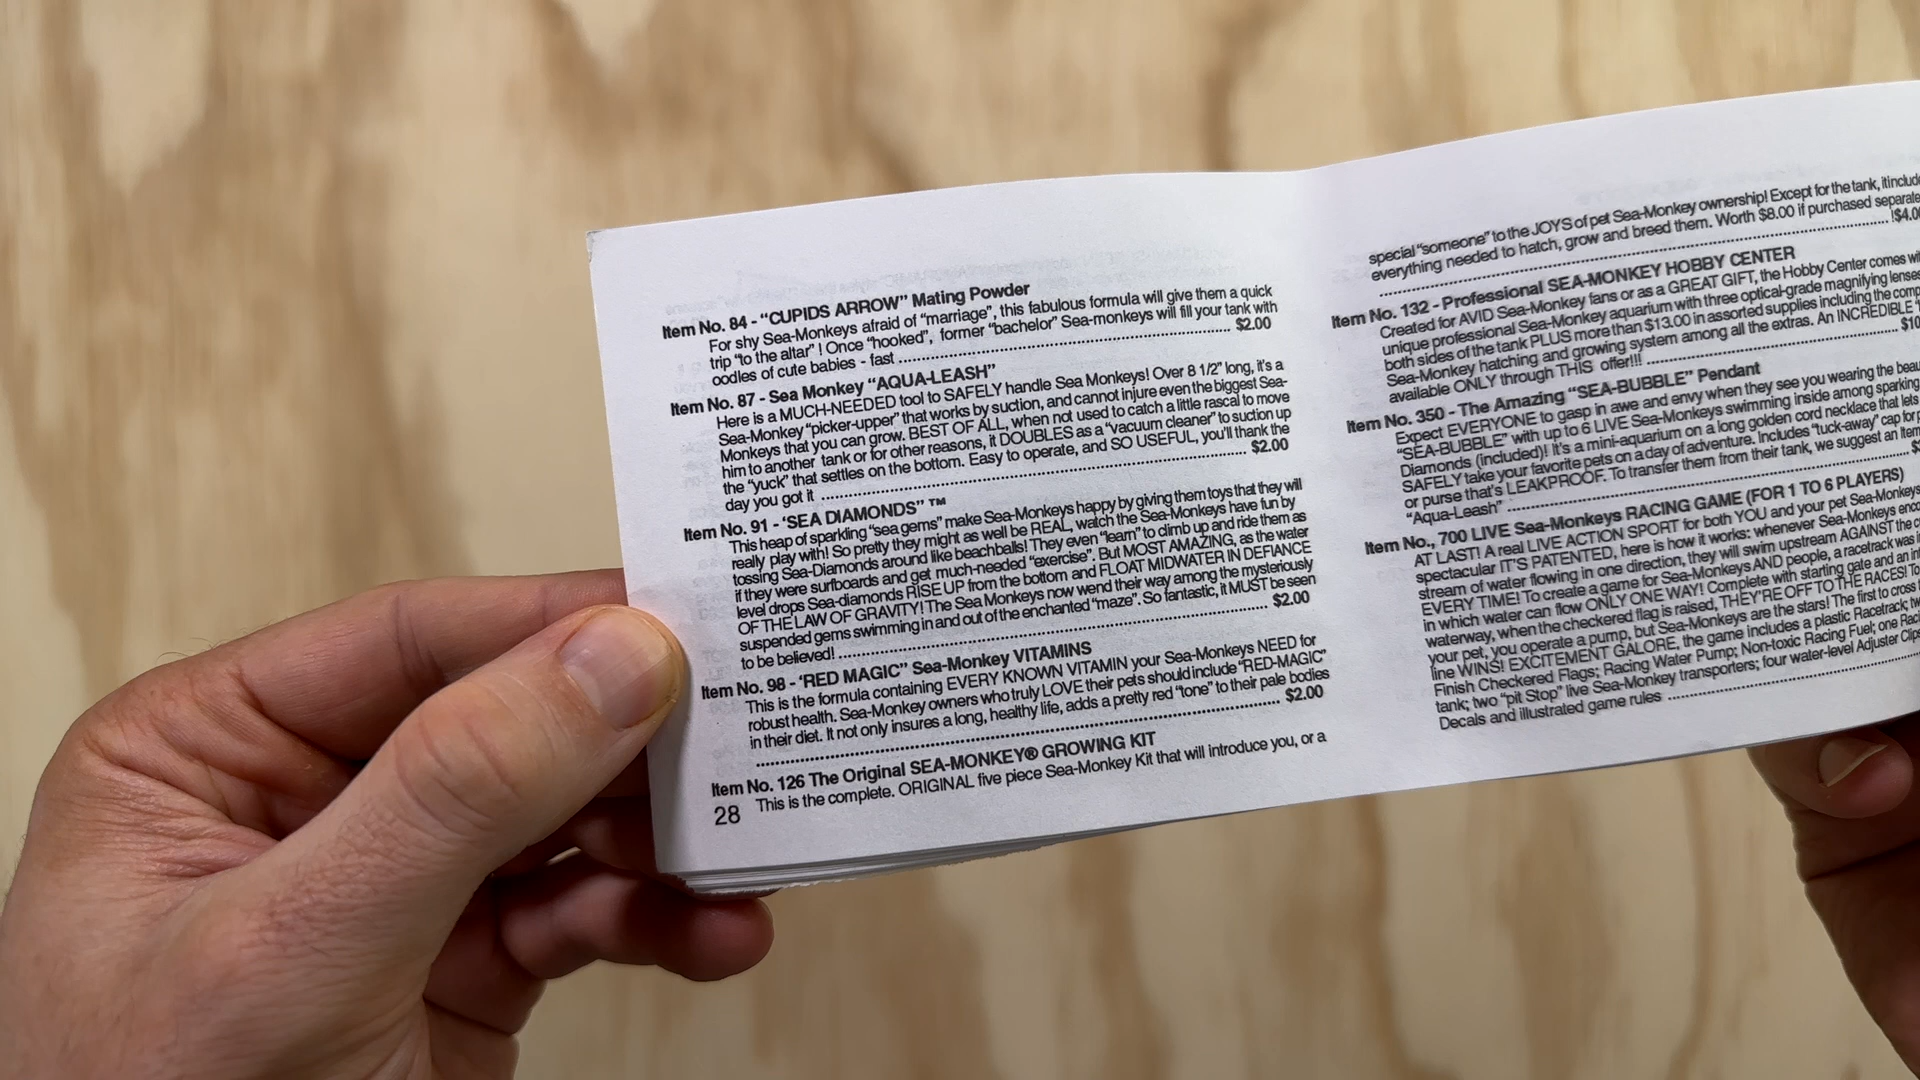 Item No. 84 - “CUPIDS ARROW” Mating Powder
For shy Sea-Monkeys afraid of “marriage”, this fabulous formula will give them a quick
trip “to the altar” ! Once “hooked”, former “bachelor” Sea-monkeys will fill your tank with
oodles of cute babies - fast ........ $2.00
Item No. 87 - Sea Monkey “AQUA-LEASH”
Here is a MUCH-NEEDED tool to SAFELY handle Sea Monkeys! Over 8 1/2” long, it's a
Sea-Monkey “picker-upper” that works by suction, and cannot injure even the biggest Sea-
Monkeys that you can grow. BEST OF ALL, when not used to catch a little rascal to move
him to another tank or for other reasons, it DOUBLES as a “vacuum cleaner” to suction up
the “yuck” that settles on the bottom. Easy to operate, and SO USEFUL, you'll thank the
day you got it ........ $2.00
Item No. 91 - ‘SEA DIAMONDS” ™
This heap of sparkling “sea gems” make Sea-Monkeys happy by giving them toys that they will
really play with! So pretty they might as well be REAL, watch the Sea-Monkeys have fun by
tossing Sea-Diamonds around like beachballs! They even “learn” to climb up and ride them as
if they were surfboards and get much-needed “exercise”. But MOST AMAZING, as the water
level drops Sea-diamonds RISE UP from the bottom and FLOAT MIDWATER IN DEFIANCE
OF THE LAW OF GRAVITY! The Sea Monkeys now wend their way among the mysteriously
suspended gems swimming in and out of the enchanted “maze”. So fantastic, it MUST be seen
to be believed! ........ $2.00
Item No. 98 - ‘RED MAGIC” Sea-Monkey VITAMINS
This is the formula containing EVERY KNOWN VITAMIN your Sea-Monkeys NEED for
robust health. Sea-Monkey owners who truly LOVE their pets should include “RED-MAGIC”
in their diet. It not only insures a long, healthy life, adds a pretty red “tone” to their pale bodies
........ $2.00
Item No. 126 The Original SEA-MONKEY® GROWING KIT
This is the complete. ORIGINAL five piece Sea-Monkey Kit that will introduce you, or a
28
special “someone” to the JOYS of pet Sea-Monkey ownership! Except for the tank, it
everything needed to hatch, grow and breed them. Worth $8.00 if purchased
........ !$4.0
Item No. 132 - Professional SEA-MONKEY HOBBY CENTER
Created for AVID Sea-Monkey fans or as a GREAT GIFT, the Hobby Center comes
unique professional Sea-Monkey aquarium with three optical-grade magnifying lenses
both sides of the tank PLUS more than $13.00 in assorted supplies including the
Sea-Monkey hatching and growing system among all the extras. An INCREDIBLE
available ONLY through THIS offer!!! ........ $10
Item No. 350 - The Amazing “SEA-BUBBLE” Pendant
Expect EVERYONE to gasp in awe and envy when they see you wearing the
“SEA-BUBBLE” with up to 6 LIVE Sea-Monkeys swimming inside among
Diamonds (included)! It's a mini-aquarium on a long golden cord necklace that
SAFELY take your favorite pets on a day of adventure. Includes “tuck-away” cap for
or purse that's LEAKPROOF. To transfer them from their tank, we suggest an
“Aqua-Leash” ........ $
Item No., 700 LIVE Sea-Monkeys RACING GAME (FOR 1 TO 6 PLAYERS)
AT LAST! A real LIVE ACTION SPORT for both YOU and your pet Sea-Monkeys
spectacular IT'S PATENTED, here is how it works: whenever Sea-Monkeys
stream of water flowing in one direction, they will swim upstream AGAINST the
EVERY TIME! To create a game for Sea-Monkeys AND people, a racetrack was
in which water can flow ONLY ONE WAY! Complete with starting gate and an
waterway, when the checkered flag is raised, THEY'RE OFF TO THE RACES!
your pet, you operate a pump, but Sea-Monkeys are the stars! The first to cross
line WINS! EXCITEMENT GALORE, the game includes a plastic Racetrack;
Finish Checkered Flags; Racing Water Pump; Non-toxic Racing Fuel; one
tank; two “pit Stop” live Sea-Monkey transporters; four water-level Adjuster Clips
Decals and illustrated game rules ........